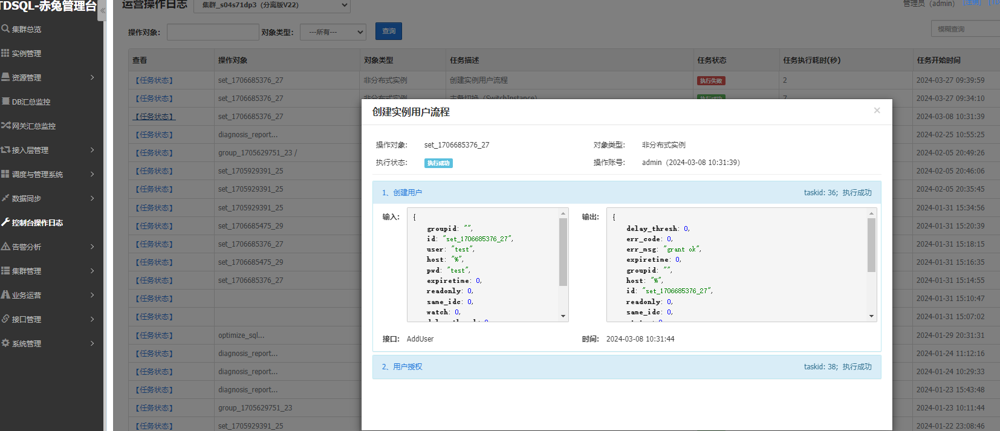 TDSQL-赤兔管理台
«
集群总览
实例管理
资源管理
DB汇总监控
网关汇总监控
接入层管理
调度与管理系统
数据同步
控制台操作日志
告警分析
集群管理
业务运营
接口管理
系统管理
运营操作日志
集群_s04s71dp3（分离版V22）
管理员（admin）
[注销]
操作对象：
对象类型：
---所有---
查询
模糊查询
查看 操作对象 对象类型 任务描述 任务状态 任务执行耗时(秒) 任务开始时间
【任务状态】 set_1706685376_27 非分布式实例 创建实例用户流程 执行失败 2 2024-03-27 09:39:59
【任务状态】 set_1706685376_27 非分布式实例 主备切换（SwitchInstance） 执行成功 7 2024-03-27 09:34:10
【任务状态】 set_1706685376_27 2024-03-08 10:31:39
【任务状态】 diagnosis_report... 2024-02-25 10:55:25
【任务状态】 group_1705629751_23 / 2024-02-05 20:49:26
【任务状态】 set_1705929391_25 2024-02-05 20:46:06
【任务状态】 set_1705929391_25 2024-02-05 20:35:45
【任务状态】 set_1705929391_25 2024-01-31 15:34:56
【任务状态】 set_1706685475_29 2024-01-31 15:20:39
【任务状态】 set_1706685376_27 2024-01-31 15:18:15
【任务状态】 set_1706685475_29 2024-01-31 15:16:35
【任务状态】 set_1706685376_27 2024-01-31 15:14:55
【任务状态】 2024-01-31 15:10:47
【任务状态】 2024-01-31 15:07:02
【任务状态】 optimize_sql... 2024-01-29 20:31:31
【任务状态】 diagnosis_report... 2024-01-24 11:12:16
【任务状态】 diagnosis_report... 2024-01-24 10:29:33
【任务状态】 diagnosis_report... 2024-01-23 15:43:48
【任务状态】 group_1705629751_23 2024-01-23 10:11:44
【任务状态】 set_1705929391_25 2024-01-22 23:08:46
创建实例用户流程
×
操作对象: set_1706685376_27 对象类型: 非分布式实例
执行状态: 执行成功 操作账号: admin（2024-03-08 10:31:39）
1、创建用户 taskid: 36; 执行成功
输入:
{
groupid: "",
id: "set_1706685376_27",
user: "test",
host: "%",
pwd: "test",
expiretime: 0,
readonly: 0,
same_idc: 0,
watch: 0,
输出:
{
delay_thresh: 0,
err_code: 0,
err_msg: "grant ok",
expiretime: 0,
groupid: "",
host: "%",
id: "set_1706685376_27",
readonly: 0,
same_idc: 0,
接口: AddUser 时间: 2024-03-08 10:31:44
2、用户授权 taskid: 38; 执行成功